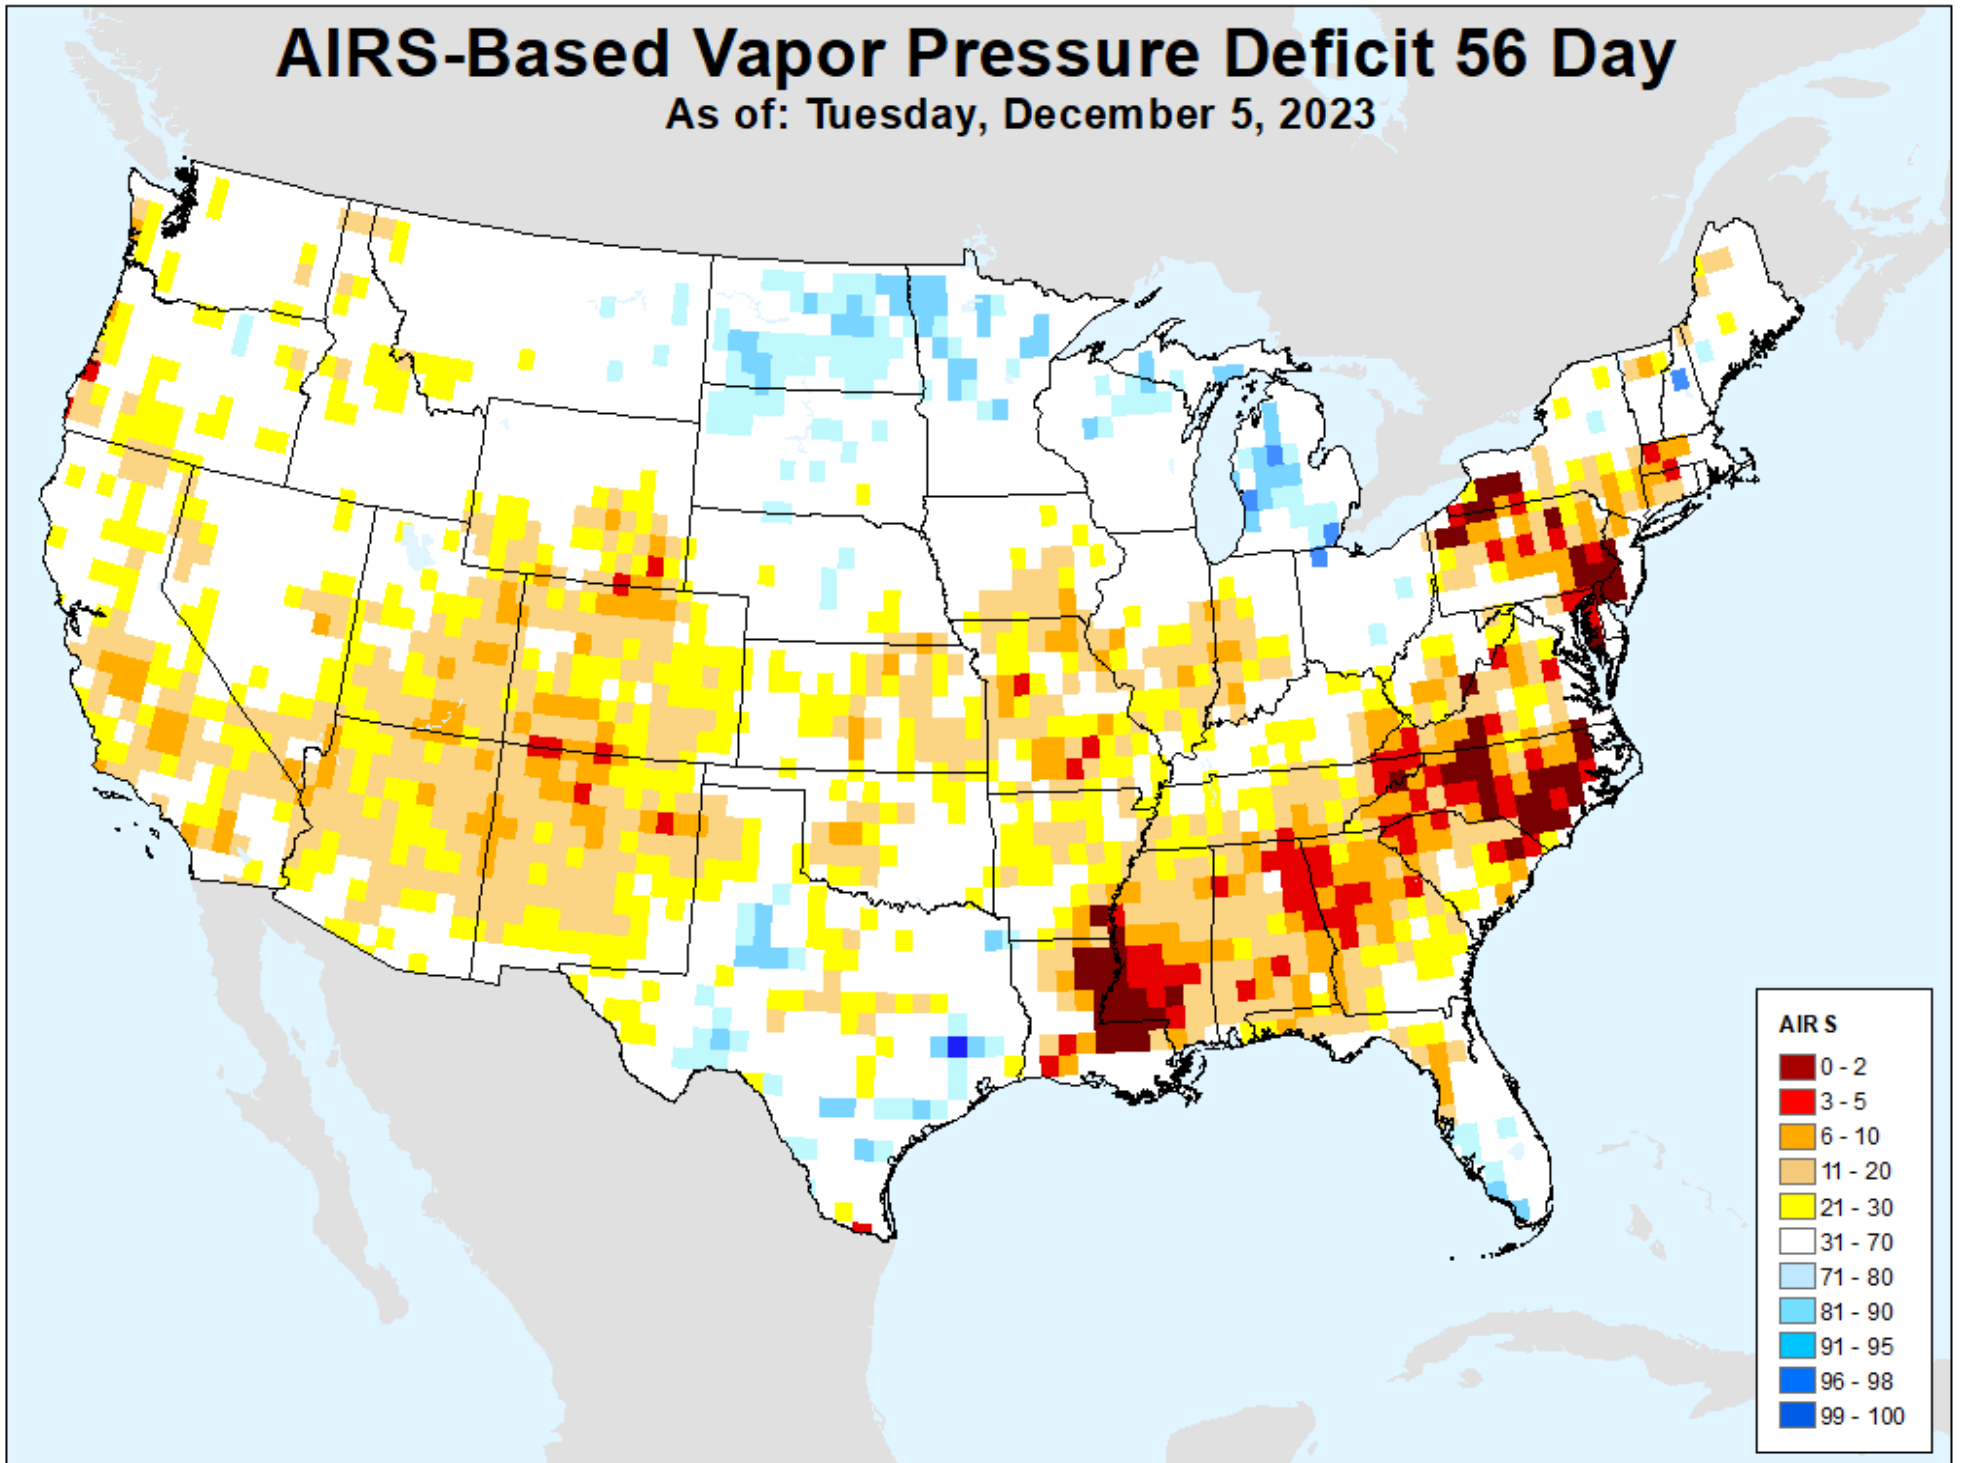 AIRS-Based Vapor Pressure Deficit 56 Day
As of: Tuesday, December 5, 2023
AIRS
0 - 2
3 - 5
6 - 10
11 - 20
21 - 30
31 - 70
71 - 80
81 - 90
91 - 95
96 - 98
99 - 100